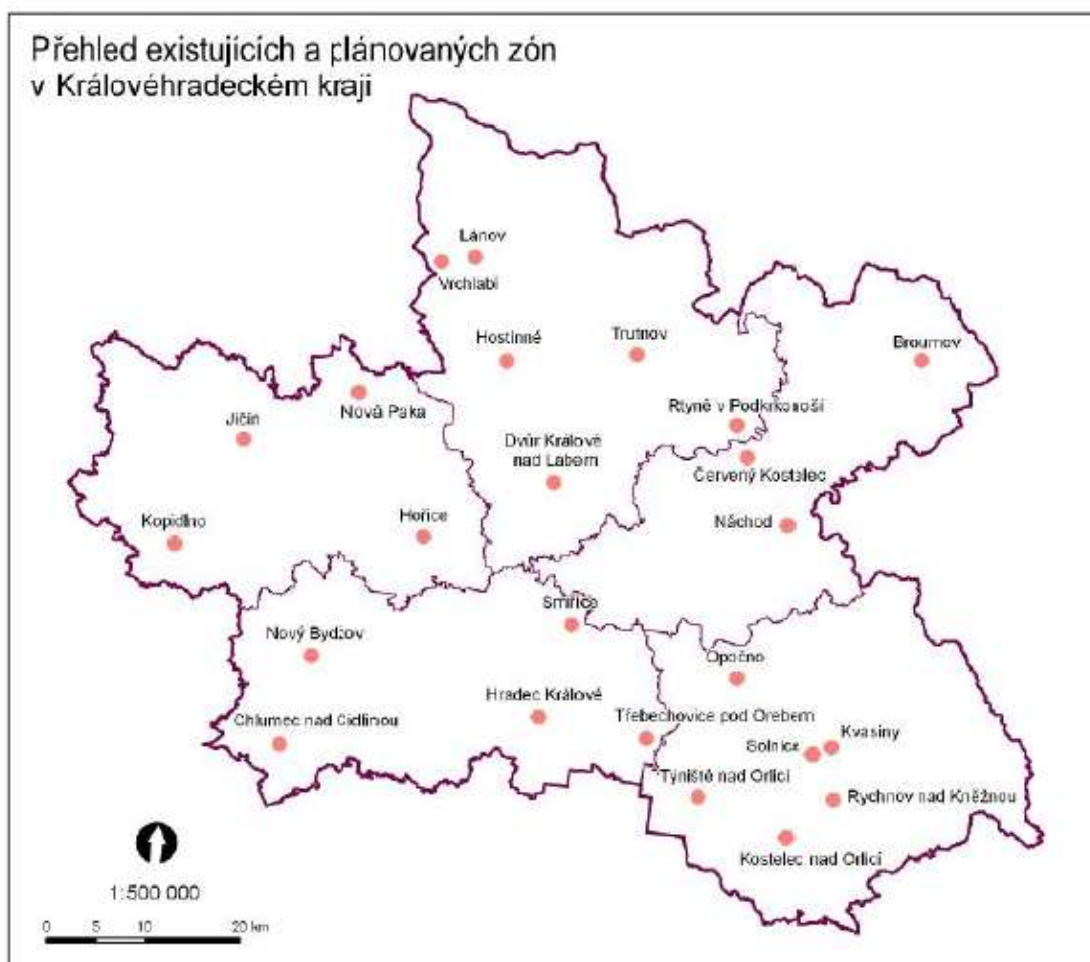 Přehled existujících a plánovaných zón
v Královéhradeckém kraji
Lánov
Vrchlabí
Hostinné
Trutnov
Broumov
Nová Paka
Jičín
Rtyně v Podkrkonoší
Dvůr Králové
nad Labem
Červený Kostelec
Kopidlno
Hořice
Náchod
Smiřice
Nový Bydžov
Opočno
Hradec Králové
Třebechovice pod Orebem
Chlumec nad Cidlinou
Kvasiny
Solnice
Týniště nad Orlicí
Rychnov nad Kněžnou
Kostelec nad Orlicí
1:500 000
0 5 10 20 km